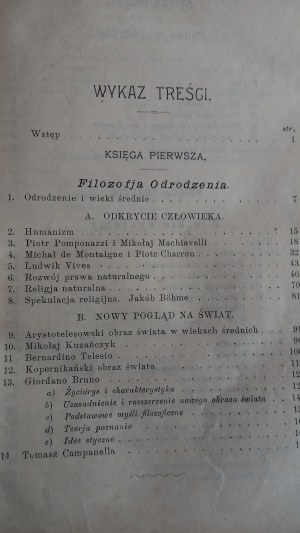 WYKAZ TREŚCI.
str.
Wstęp 1
KSIĘGA PIERWSZA.
Filozofja Odrodzenia.
1. Odrodzenie i wieki średnie 7
A. ODKRYCIE CZŁOWIEKA.
2. Humanizm 15
3. Piotr Pomponazzi i Mikołaj Machiavelli 18
4. Michał de Montaigne i Piotr Charron 32
5. Ludwik Vives 43
6. Rozwój prawa naturalnego 46
7. Religja naturalna 70
8. Spekulacja religijna. Jakób Böhme 81
B. NOWY POGLĄD NA ŚWIAT.
9. Arystotelesowski obraz świata w wiekach średnich
10. Mikołaj Kuzańczyk
11. Bernardino Telesio
12. Kopernikański obraz świata
13. Giordano Bruno
a) Życiorys i charakterystyka
b) Uzasadnienie i rozszerzenie nowego obrazu świata
c) Podstawowe myśli filozoficzne
d) Teorja poznania
e) Idee etyczne
14 Tomasz Campanella